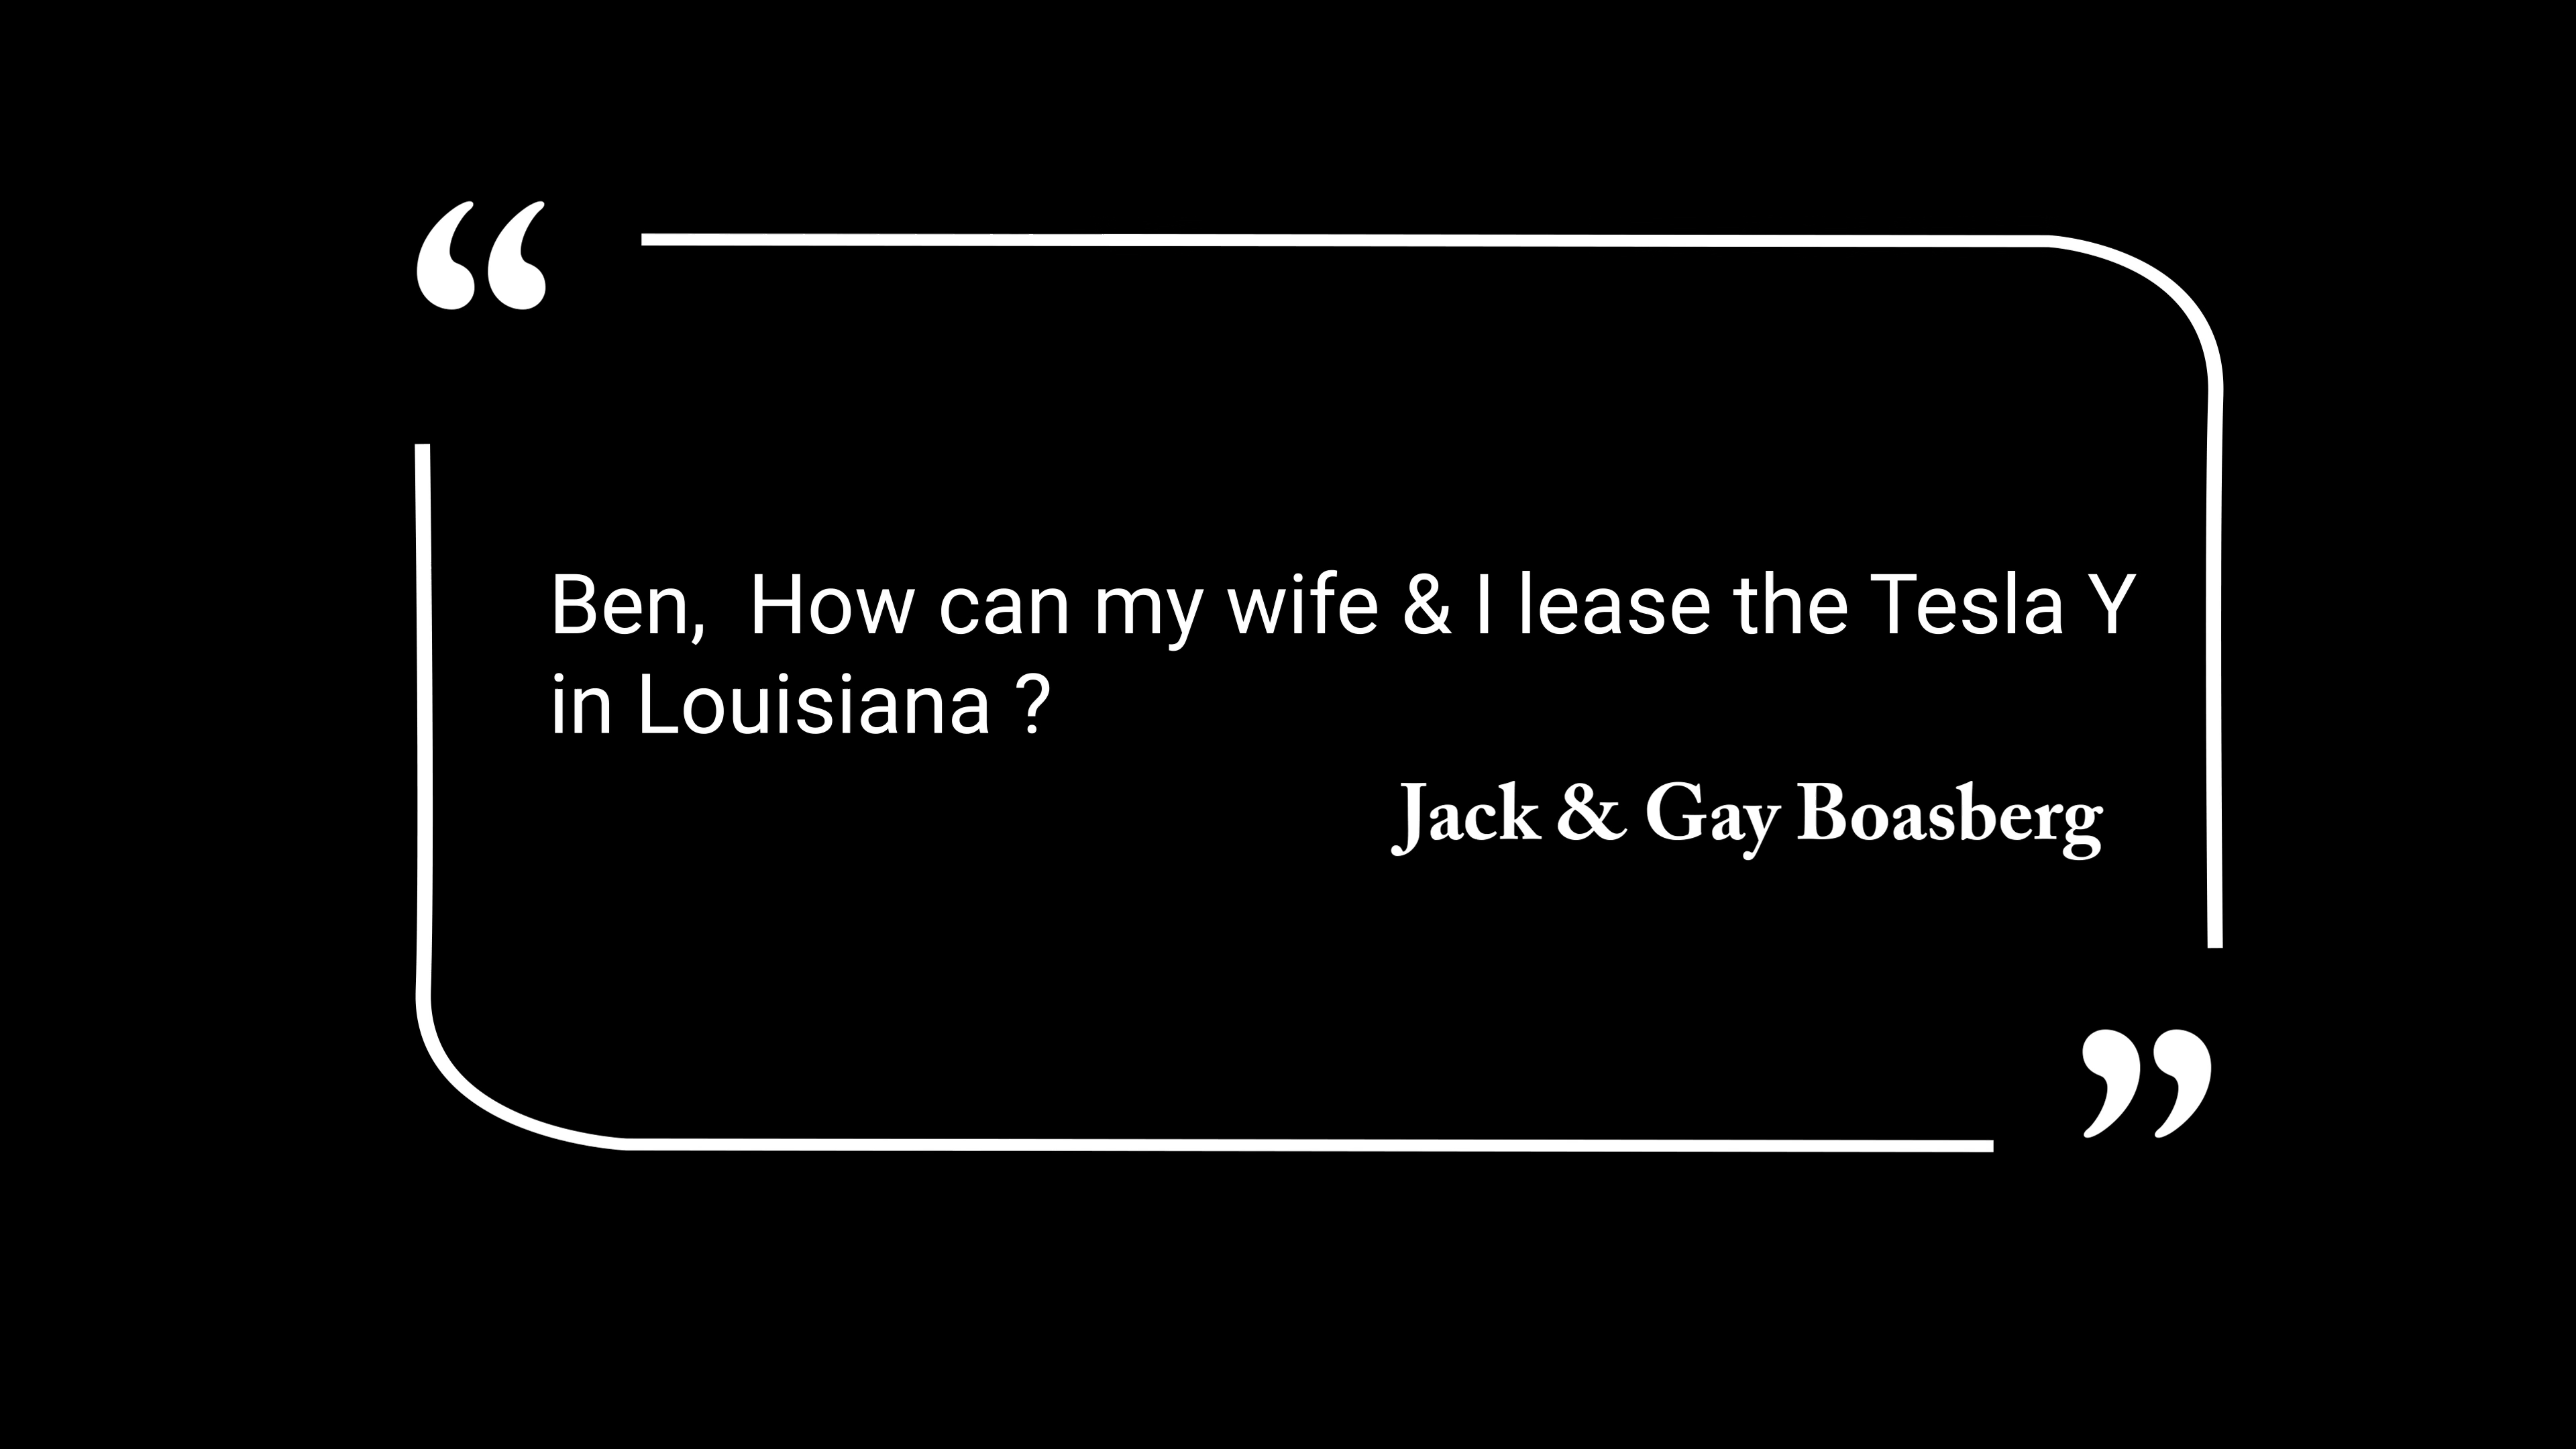 “
Ben,  How can my wife & I lease the Tesla Y
in Louisiana ?
Jack & Gay Boasberg
”